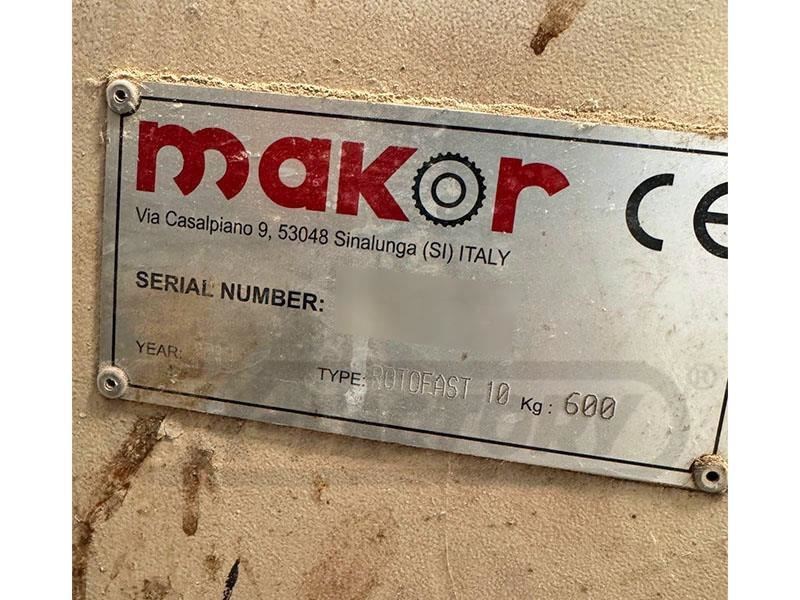 makor
CE
Via Casalpiano 9, 53048 Sinalunga (SI) ITALY
SERIAL NUMBER:
YEAR:
TYPE: ROTOFAST 10 Kg: 600
®